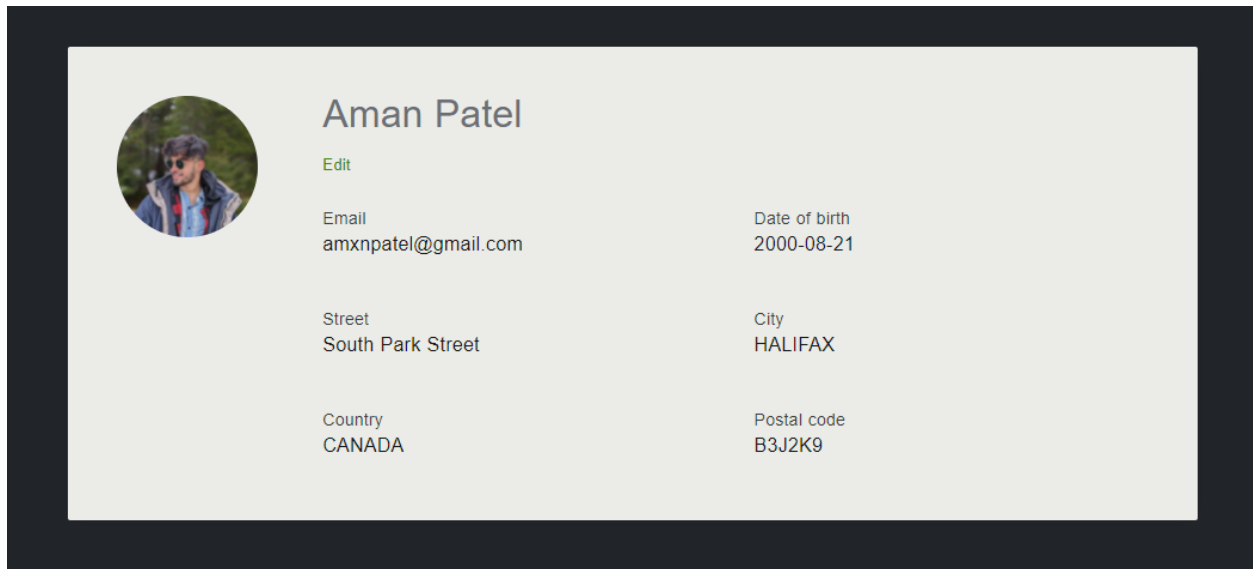 Aman Patel
Edit
Email
amxnpatel@gmail.com
Date of birth
2000-08-21
Street
South Park Street
City
HALIFAX
Country
CANADA
Postal code
B3J2K9